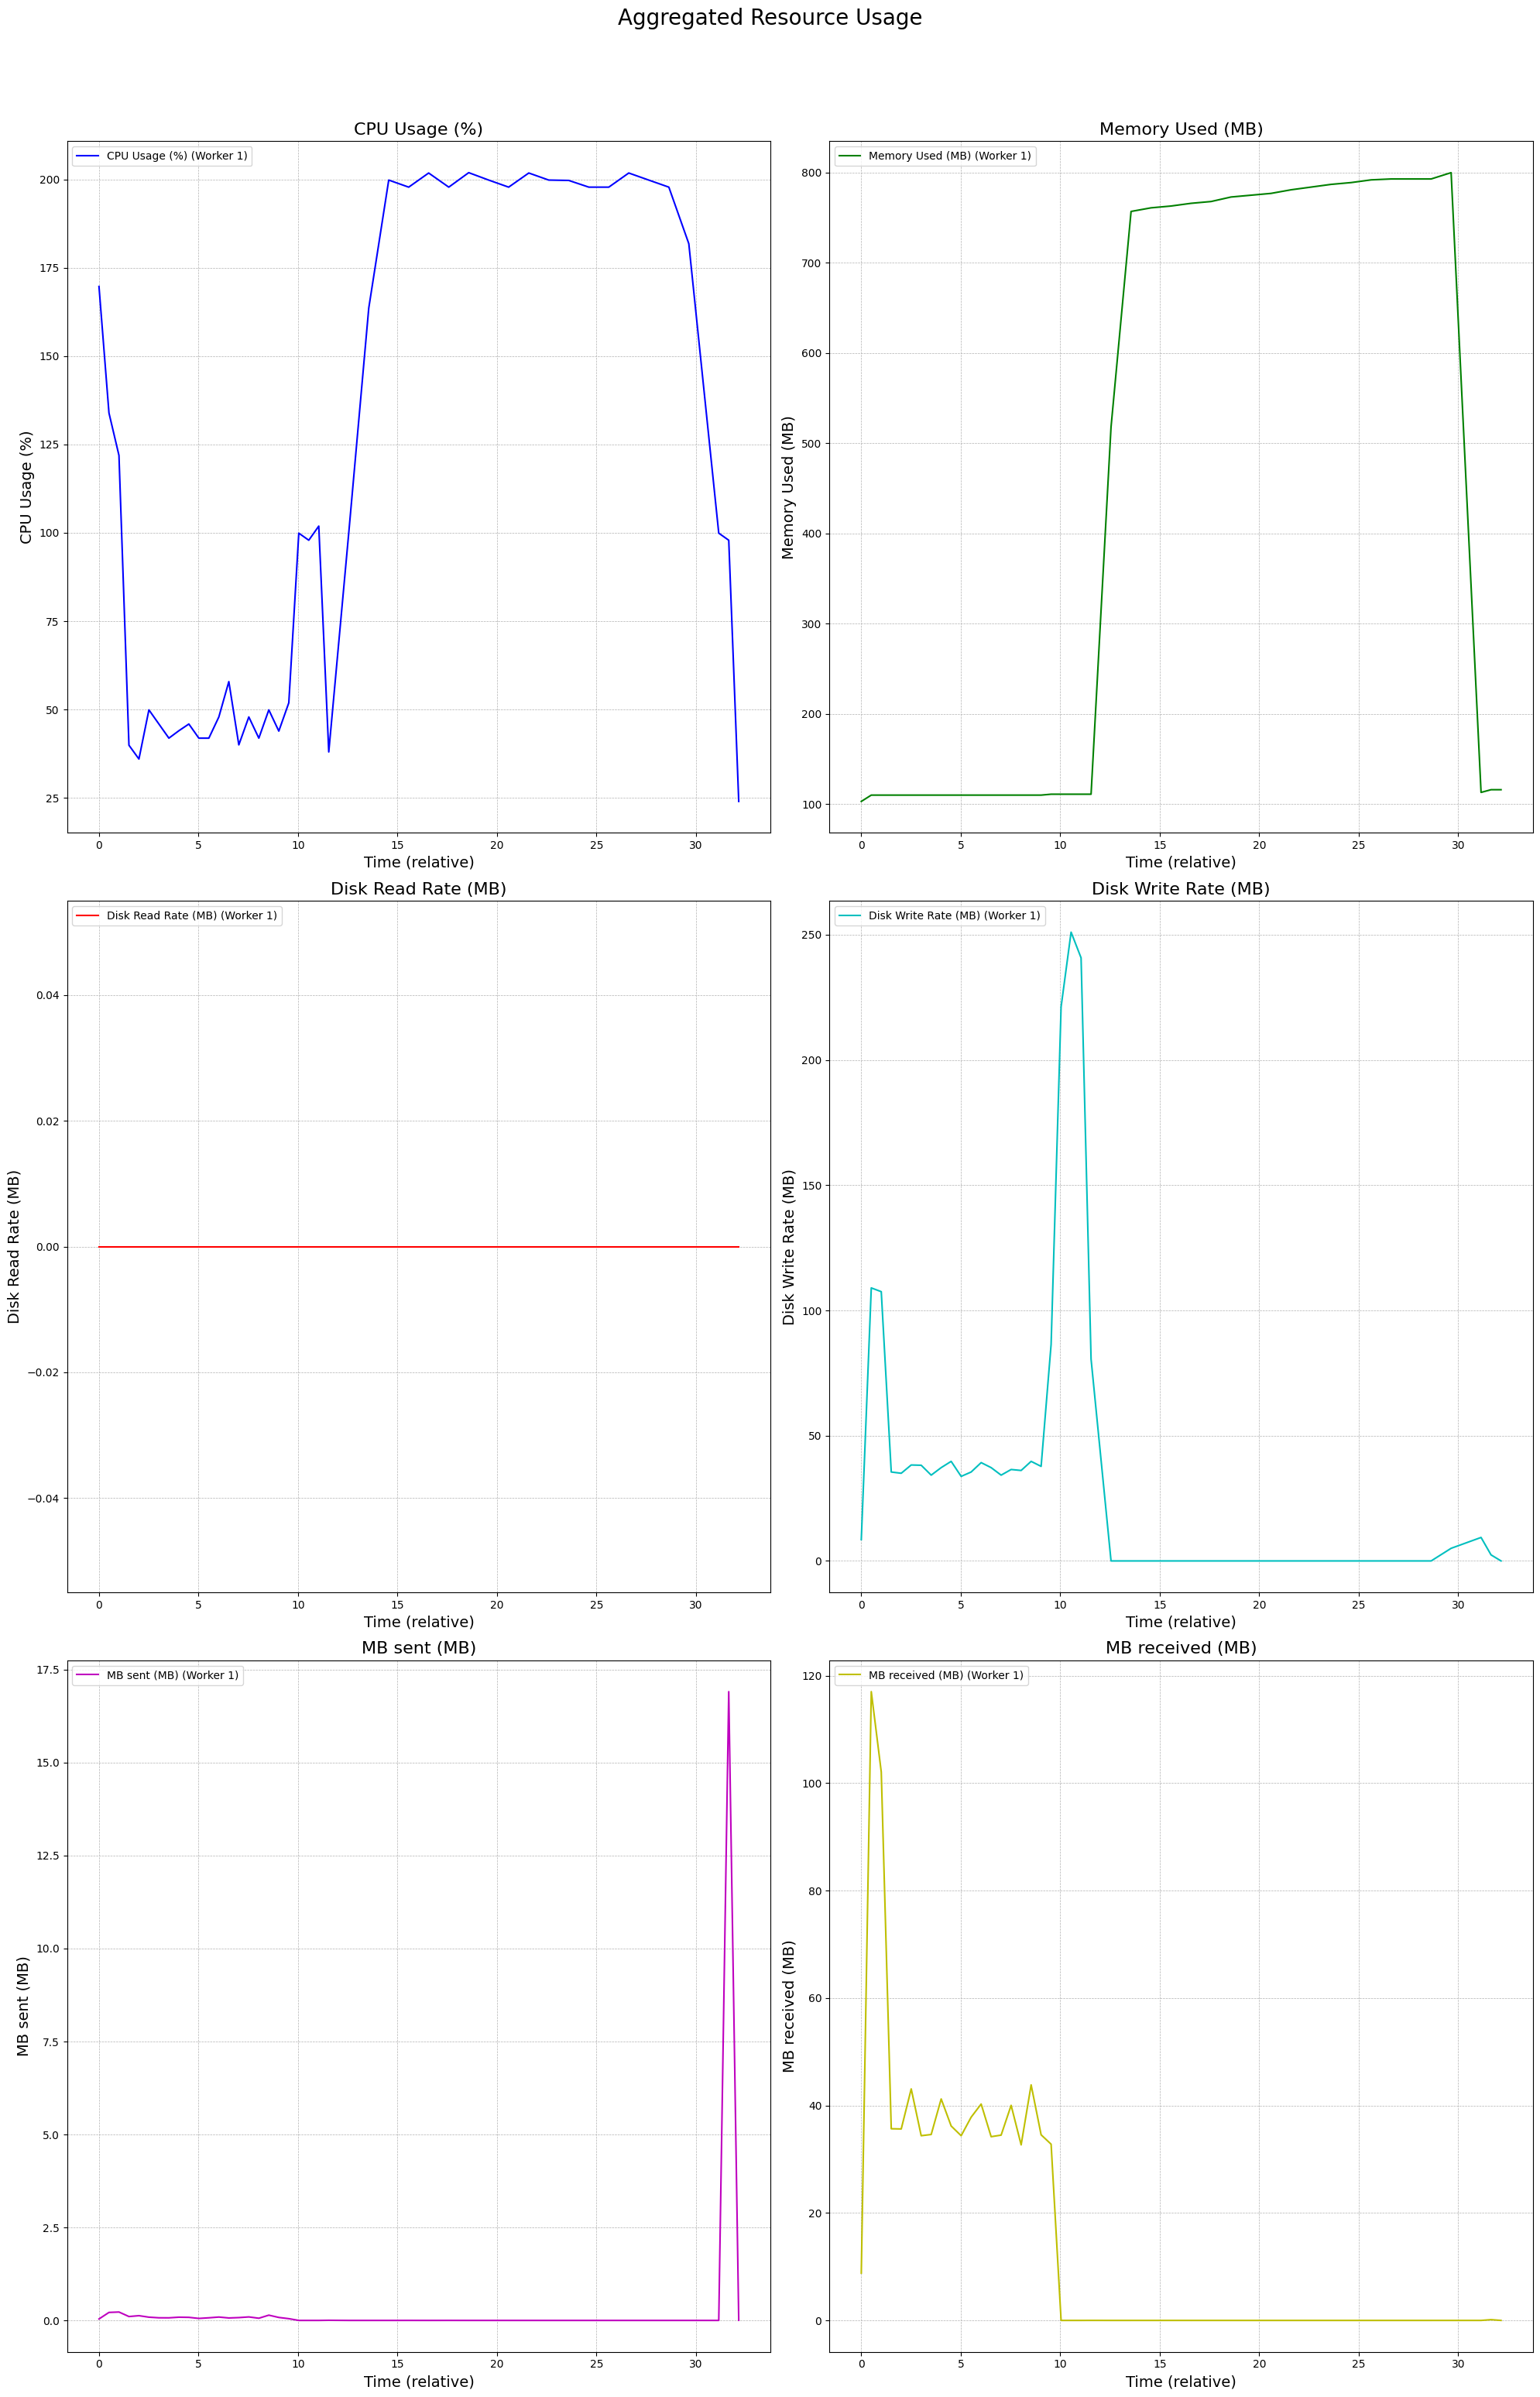 Aggregated Resource Usage
CPU Usage (%)
CPU Usage (%) (Worker 1)
CPU Usage (%)
200
175
150
125
100
75
50
25
0 5 10 15 20 25 30
Time (relative)
Memory Used (MB)
Memory Used (MB) (Worker 1)
Memory Used (MB)
800
700
600
500
400
300
200
100
0 5 10 15 20 25 30
Time (relative)
Disk Read Rate (MB)
Disk Read Rate (MB) (Worker 1)
Disk Read Rate (MB)
0.04
0.02
0.00
−0.02
−0.04
0 5 10 15 20 25 30
Time (relative)
Disk Write Rate (MB)
Disk Write Rate (MB) (Worker 1)
Disk Write Rate (MB)
250
200
150
100
50
0
0 5 10 15 20 25 30
Time (relative)
MB sent (MB)
MB sent (MB) (Worker 1)
MB sent (MB)
17.5
15.0
12.5
10.0
7.5
5.0
2.5
0.0
0 5 10 15 20 25 30
Time (relative)
MB received (MB)
MB received (MB) (Worker 1)
MB received (MB)
120
100
80
60
40
20
0
0 5 10 15 20 25 30
Time (relative)